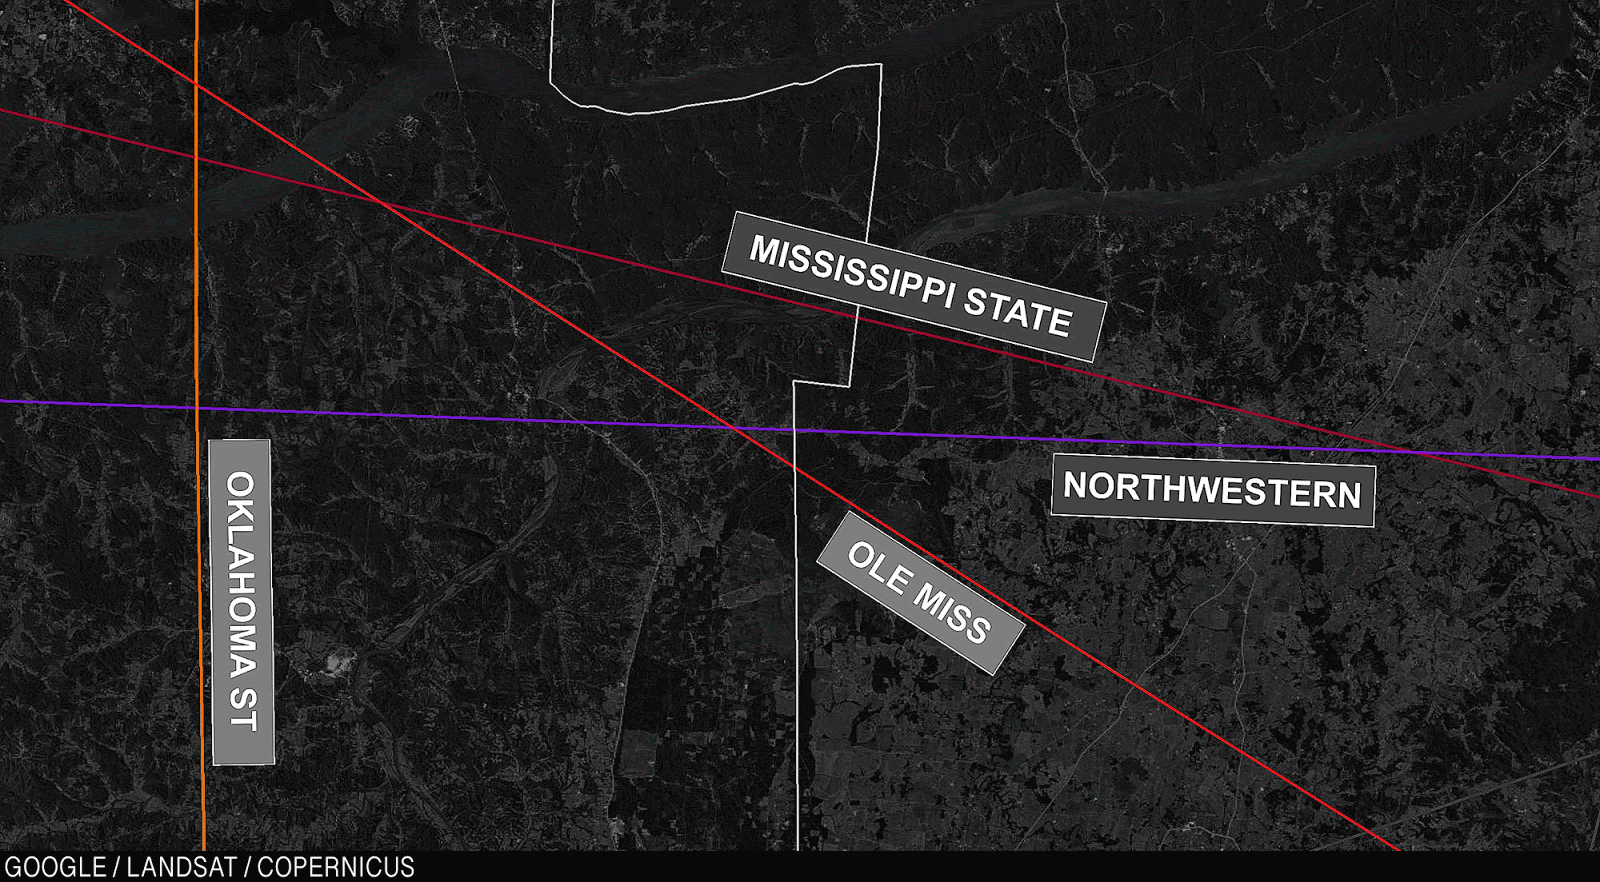 MISSISSIPPI STATE
NORTHWESTERN
OKLAHOMA ST
OLE MISS
GOOGLE / LANDSAT / COPERNICUS